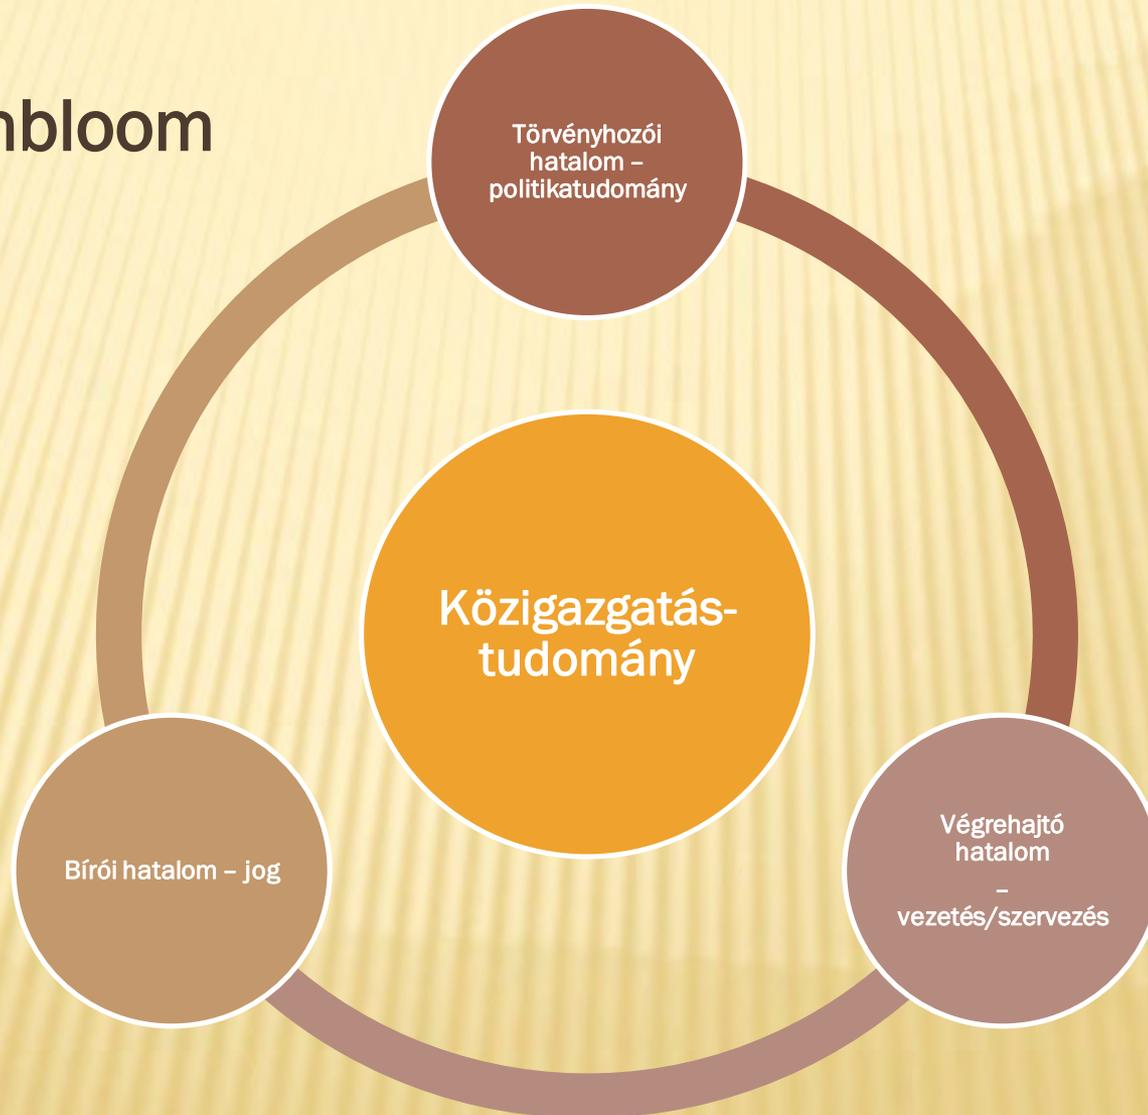 nbloom
Törvényhozói
hatalom –
politikatudomány
Közigazgatás-
tudomány
Bírói hatalom – jog
Végrehajtó
hatalom
–
vezetés/szervezés